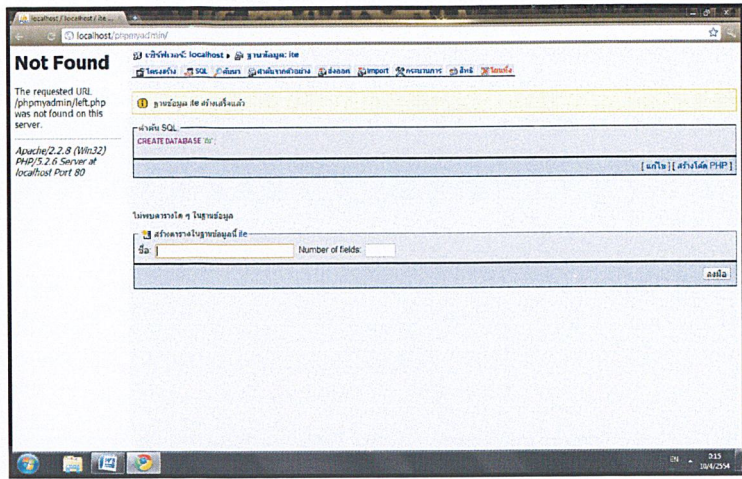 localhost / localhost / ite ...
localhost/phpmyadmin/
Not Found
The requested URL
/phpmyadmin/left.php
was not found on this
server.
Apache/2.2.8 (Win32)
PHP/5.2.6 Server at
localhost Port 80
เซิร์ฟเวอร์: localhost ฐานข้อมูล: ite
โครงสร้าง SQL ค้นหา คำค้นจากตัวอย่าง ส่งออก Import กระบวนการ สิทธิ โยนทิ้ง
ฐานข้อมูล ite สร้างเสร็จแล้ว
คำค้น SQL:
CREATE DATABASE `ite` ;
[ แก้ไข ] [ สร้างโค้ด PHP ]
ไม่พบตารางใด ๆ ในฐานข้อมูล
สร้างตารางในฐานข้อมูลนี้ ite
ชื่อ: Number of fields:
ลงมือ
EN
0:15
10/4/2554